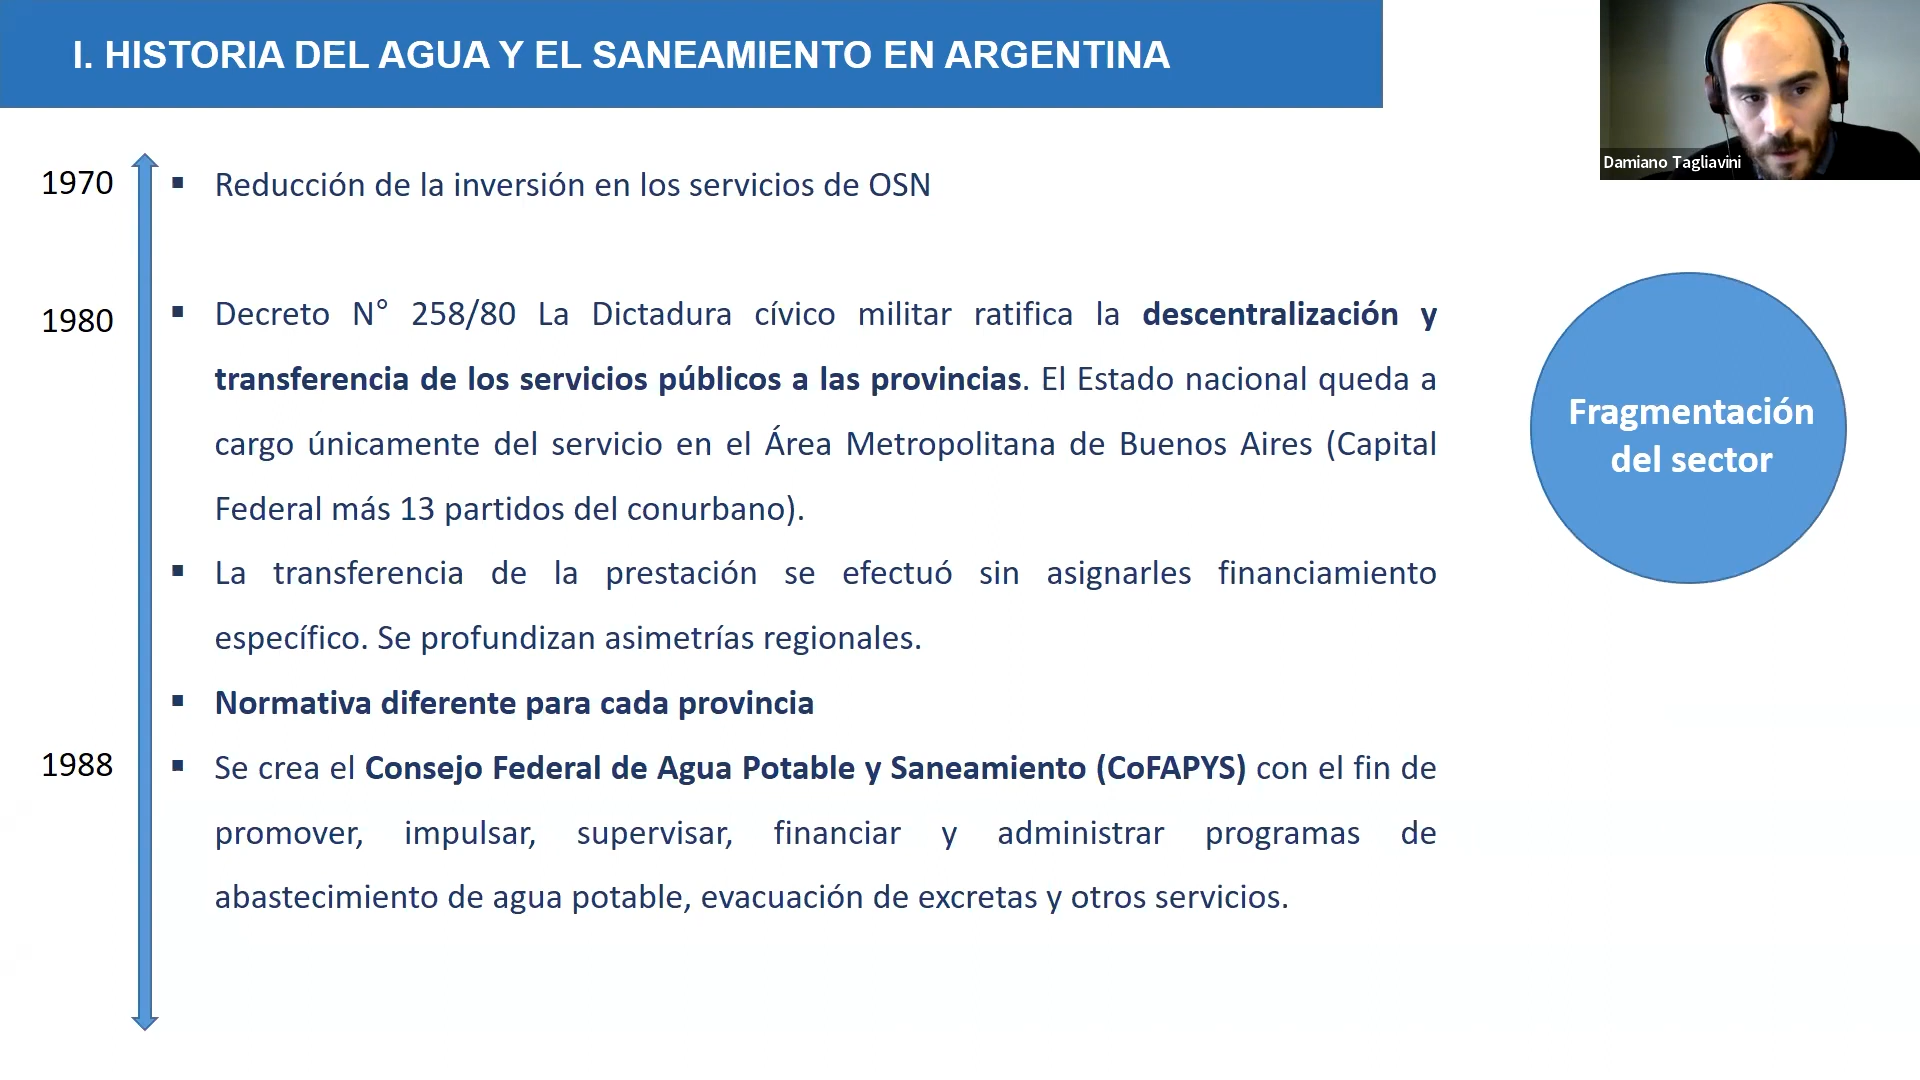 I. HISTORIA DEL AGUA Y EL SANEAMIENTO EN ARGENTINA
Damiano Tagliavini
1970
▪ Reducción de la inversión en los servicios de OSN
1980
▪ Decreto N° 258/80 La Dictadura cívico militar ratifica la descentralización y
transferencia de los servicios públicos a las provincias. El Estado nacional queda a
cargo únicamente del servicio en el Área Metropolitana de Buenos Aires (Capital
Federal más 13 partidos del conurbano).
▪ La transferencia de la prestación se efectuó sin asignarles financiamiento
específico. Se profundizan asimetrías regionales.
▪ Normativa diferente para cada provincia
1988
▪ Se crea el Consejo Federal de Agua Potable y Saneamiento (CoFAPYS) con el fin de
promover, impulsar, supervisar, financiar y administrar programas de
abastecimiento de agua potable, evacuación de excretas y otros servicios.
Fragmentación
del sector